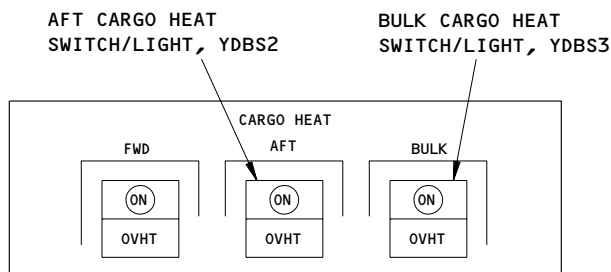 AFT CARGO HEAT
SWITCH/LIGHT, YDBS2
BULK CARGO HEAT
SWITCH/LIGHT, YDBS3
CARGO HEAT
FWD
AFT
BULK
ON
ON
ON
OVHT
OVHT
OVHT